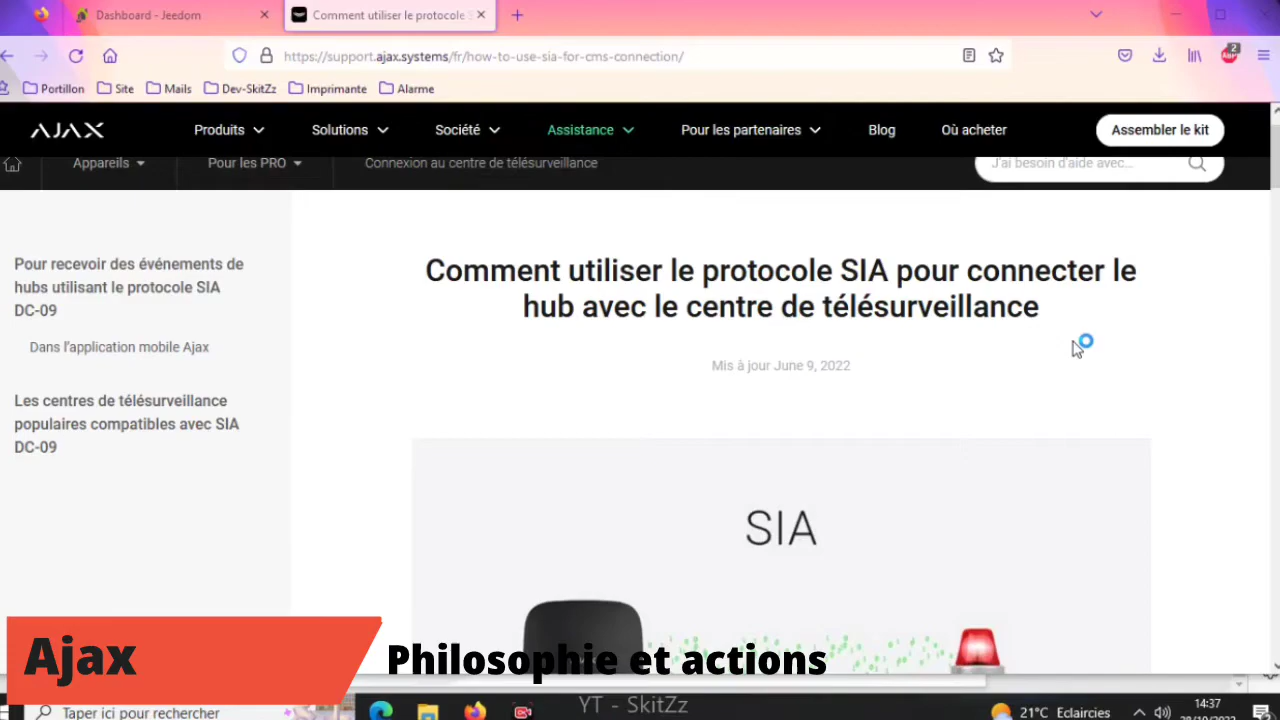 Dashboard - Jeedom
Comment utiliser le protocole S
https://support.ajax.systems/fr/how-to-use-sia-for-cms-connection/
2
Portillon
Site
Mails
Dev-SkitZz
Imprimante
Alarme
AJAX
Produits
Solutions
Société
Assistance
Pour les partenaires
Blog
Où acheter
Assembler le kit
Appareils
Pour les PRO
Connexion au centre de télésurveillance
J'ai besoin d'aide avec...
Pour recevoir des événements de
hubs utilisant le protocole SIA
DC-09
Dans l'application mobile Ajax
Les centres de télésurveillance
populaires compatibles avec SIA
DC-09
Comment utiliser le protocole SIA pour connecter le
hub avec le centre de télésurveillance
Mis à jour June 9, 2022
SIA
Ajax
Philosophie et actions
YT - SkitZz
Taper ici pour rechercher
21°C Eclaircies
14:37